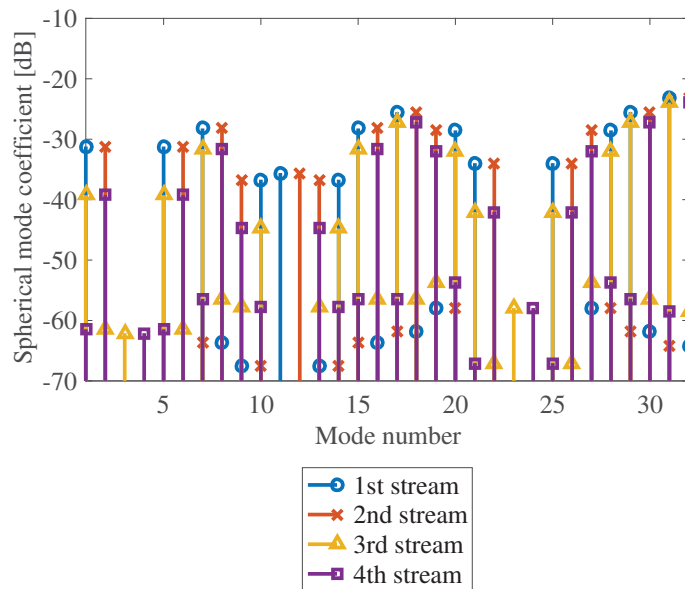 -10
-20
-30
-40
-50
-60
-70
Spherical mode coefficient [dB]
5
10
15
20
25
30
Mode number
1st stream
2nd stream
3rd stream
4th stream